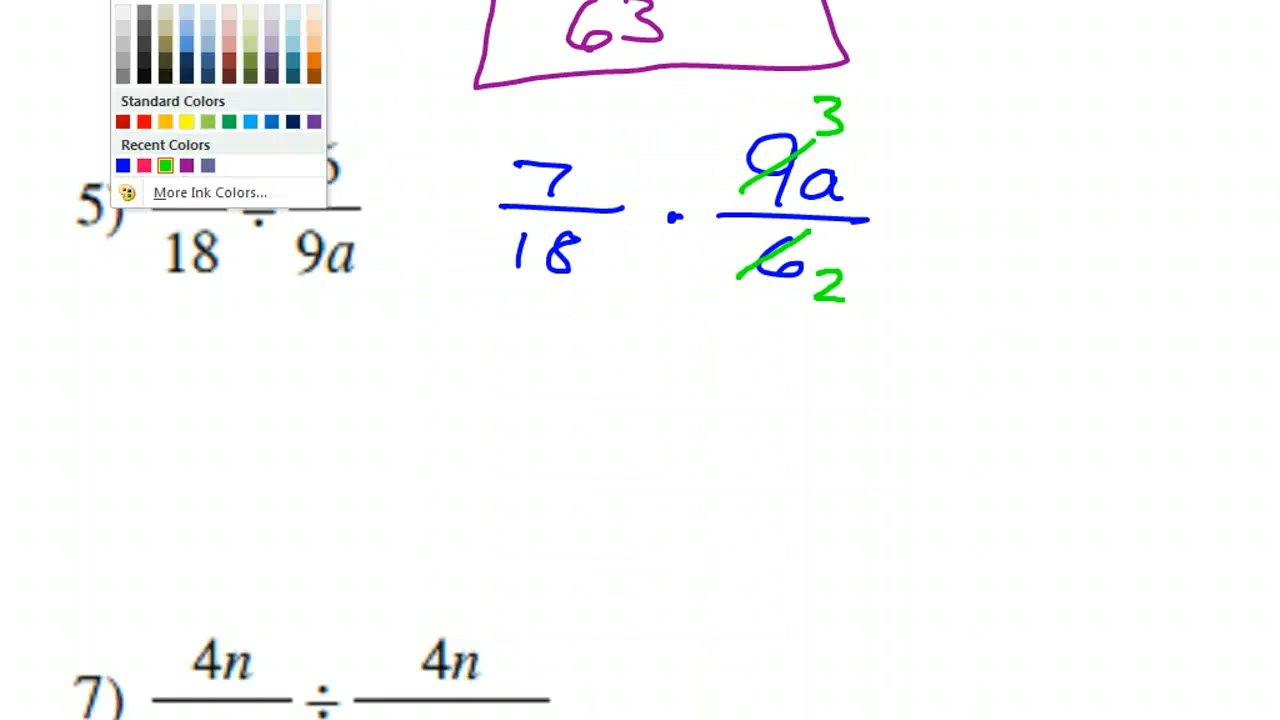 63
Standard Colors
Recent Colors
More Ink Colors...
5) 18 ÷ 6
9a
7 9a 3
18 · 6 2
4n 4n
7) ÷